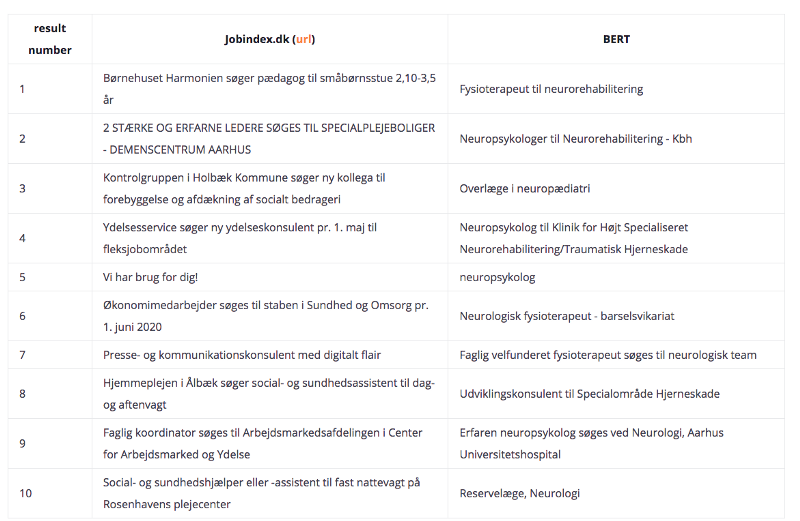 result number
Jobindex.dk (url)
BERT
1
Børnehuset Harmonien søger pædagog til småbørnsstue 2,10-3,5
år
Fysioterapeut til neurorehabilitering
2
2 STÆRKE OG ERFARNE LEDERE SØGES TIL SPECIALPLEJEBOLIGER
- DEMENSCENTRUM AARHUS
Neuropsykologer til Neurorehabilitering - Kbh
3
Kontrolgruppen i Holbæk Kommune søger ny kollega til
forebyggelse og afdækning af socialt bedrageri
Overlæge i neuropædiatri
4
Ydelsesservice søger ny ydelseskonsulent pr. 1. maj til
fleksjobområdet
Neuropsykolog til Klinik for Højt Specialiseret
Neurorehabilitering/Traumatisk Hjerneskade
5
Vi har brug for dig!
neuropsykolog
6
Økonomimedarbejder søges til staben i Sundhed og Omsorg pr.
1. juni 2020
Neurologisk fysioterapeut - barselsvikariat
7
Presse- og kommunikationskonsulent med digitalt flair
Faglig velfunderet fysioterapeut søges til neurologisk team
8
Hjemmeplejen i Ålbæk søger social- og sundhedsassistent til dag-
og aftenvagt
Udviklingskonsulent til Specialområde Hjerneskade
9
Faglig koordinator søges til Arbejdsmarkedsafdelingen i Center
for Arbejdsmarked og Ydelse
Erfaren neuropsykolog søges ved Neurologi, Aarhus
Universitetshospital
10
Social- og sundhedshjælper eller -assistent til fast nattevagt på
Rosenhavens plejecenter
Reservelæge, Neurologi